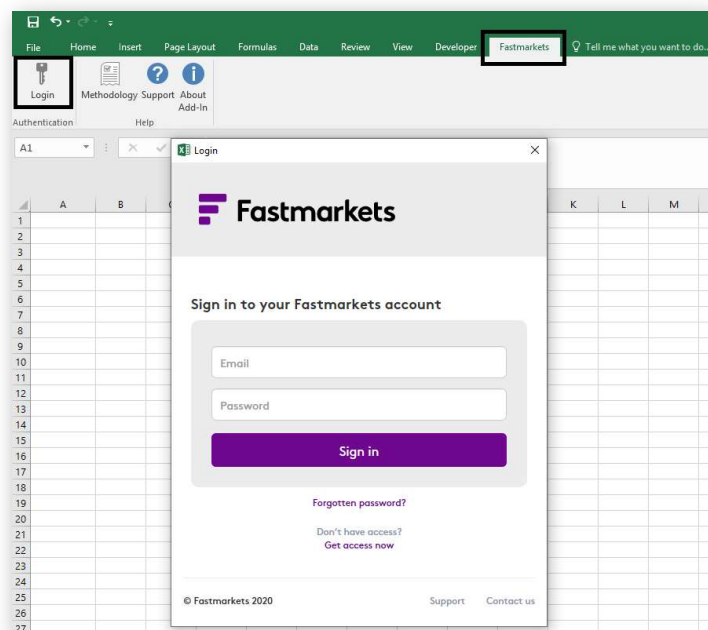 File Home Insert Page Layout Formulas Data Review View Developer Fastmarkets Tell me what you want to do...
Login Methodology Support About
Add-In
Authentication Help
A1
Login
A B C K L M
Fastmarkets
1
2
3
4
5
6
Sign in to your Fastmarkets account
7
8
9
10
Email
11
12
13
Password
14
15
16
Sign in
17
18
19
Forgotten password?
20
21
Don't have access?
22
Get access now
23
24
25
© Fastmarkets 2020 Support Contact us
26
27